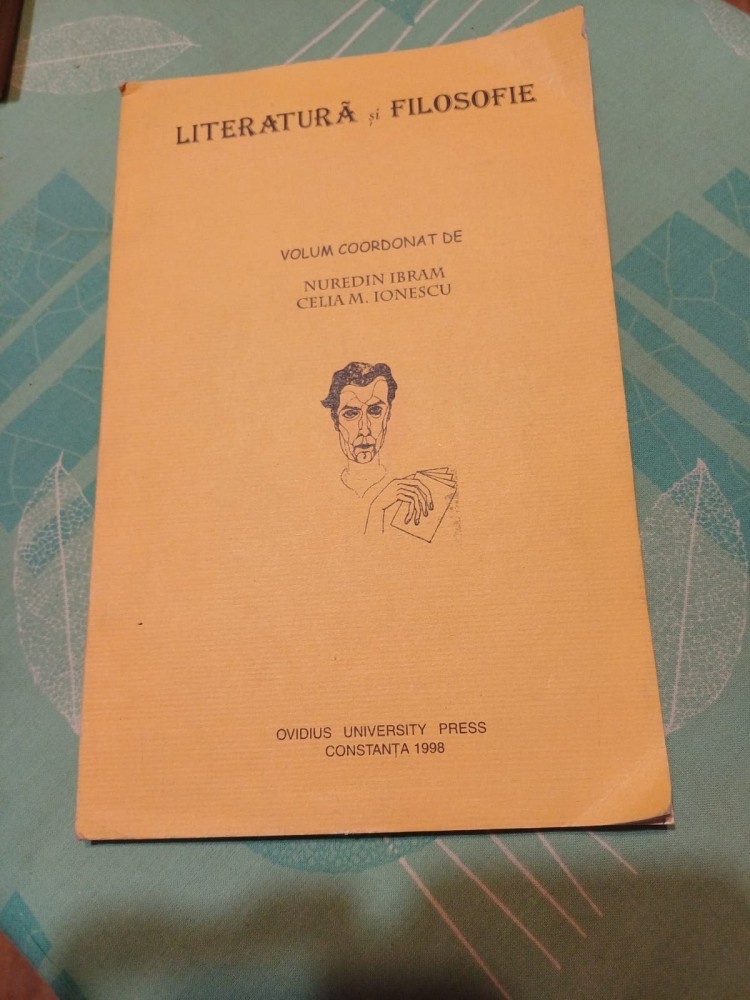 LITERATURĂ și FILOSOFIE
VOLUM COORDONAT DE
NUREDIN IBRAM
CELIA M. IONESCU
OVIDIUS UNIVERSITY PRESS
CONSTANȚA 1998